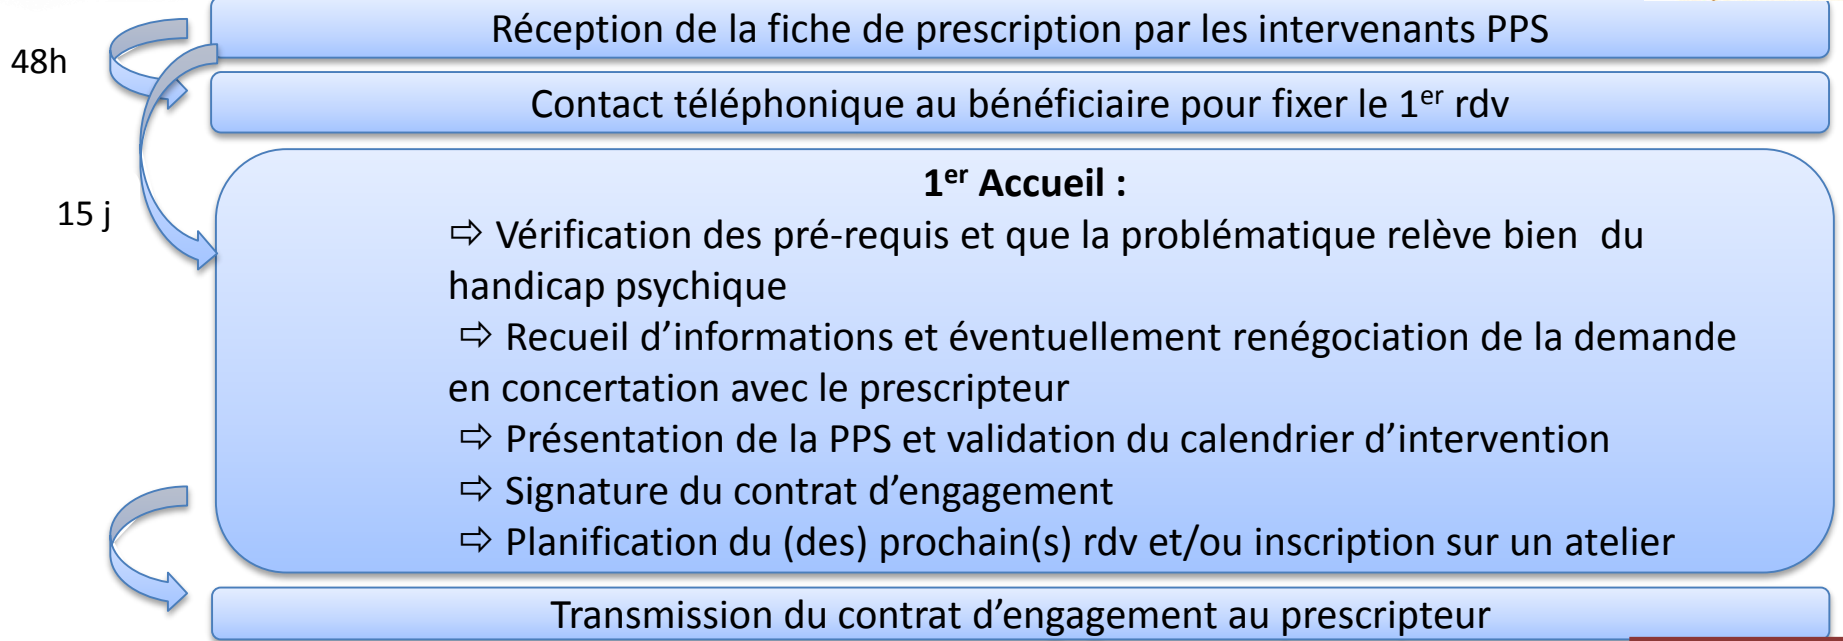 Réception de la fiche de prescription par les intervenants PPS
48h
Contact téléphonique au bénéficiaire pour fixer le 1er rdv
1er Accueil :
15 j
⇨ Vérification des pré-requis et que la problématique relève bien du
handicap psychique
⇨ Recueil d’informations et éventuellement renégociation de la demande
en concertation avec le prescripteur
⇨ Présentation de la PPS et validation du calendrier d’intervention
⇨ Signature du contrat d’engagement
⇨ Planification du (des) prochain(s) rdv et/ou inscription sur un atelier
Transmission du contrat d’engagement au prescripteur